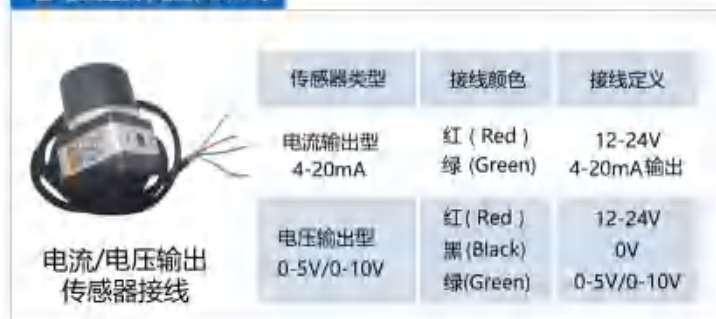 传感器类型 接线颜色 接线定义
电流输出型 红 ( Red ) 12-24V
4-20mA 绿 (Green) 4-20mA输出
电压输出型 红( Red ) 12-24V
0-5V/0-10V 黑(Black) 0V
绿(Green) 0-5V/0-10V
电流/电压输出
传感器接线